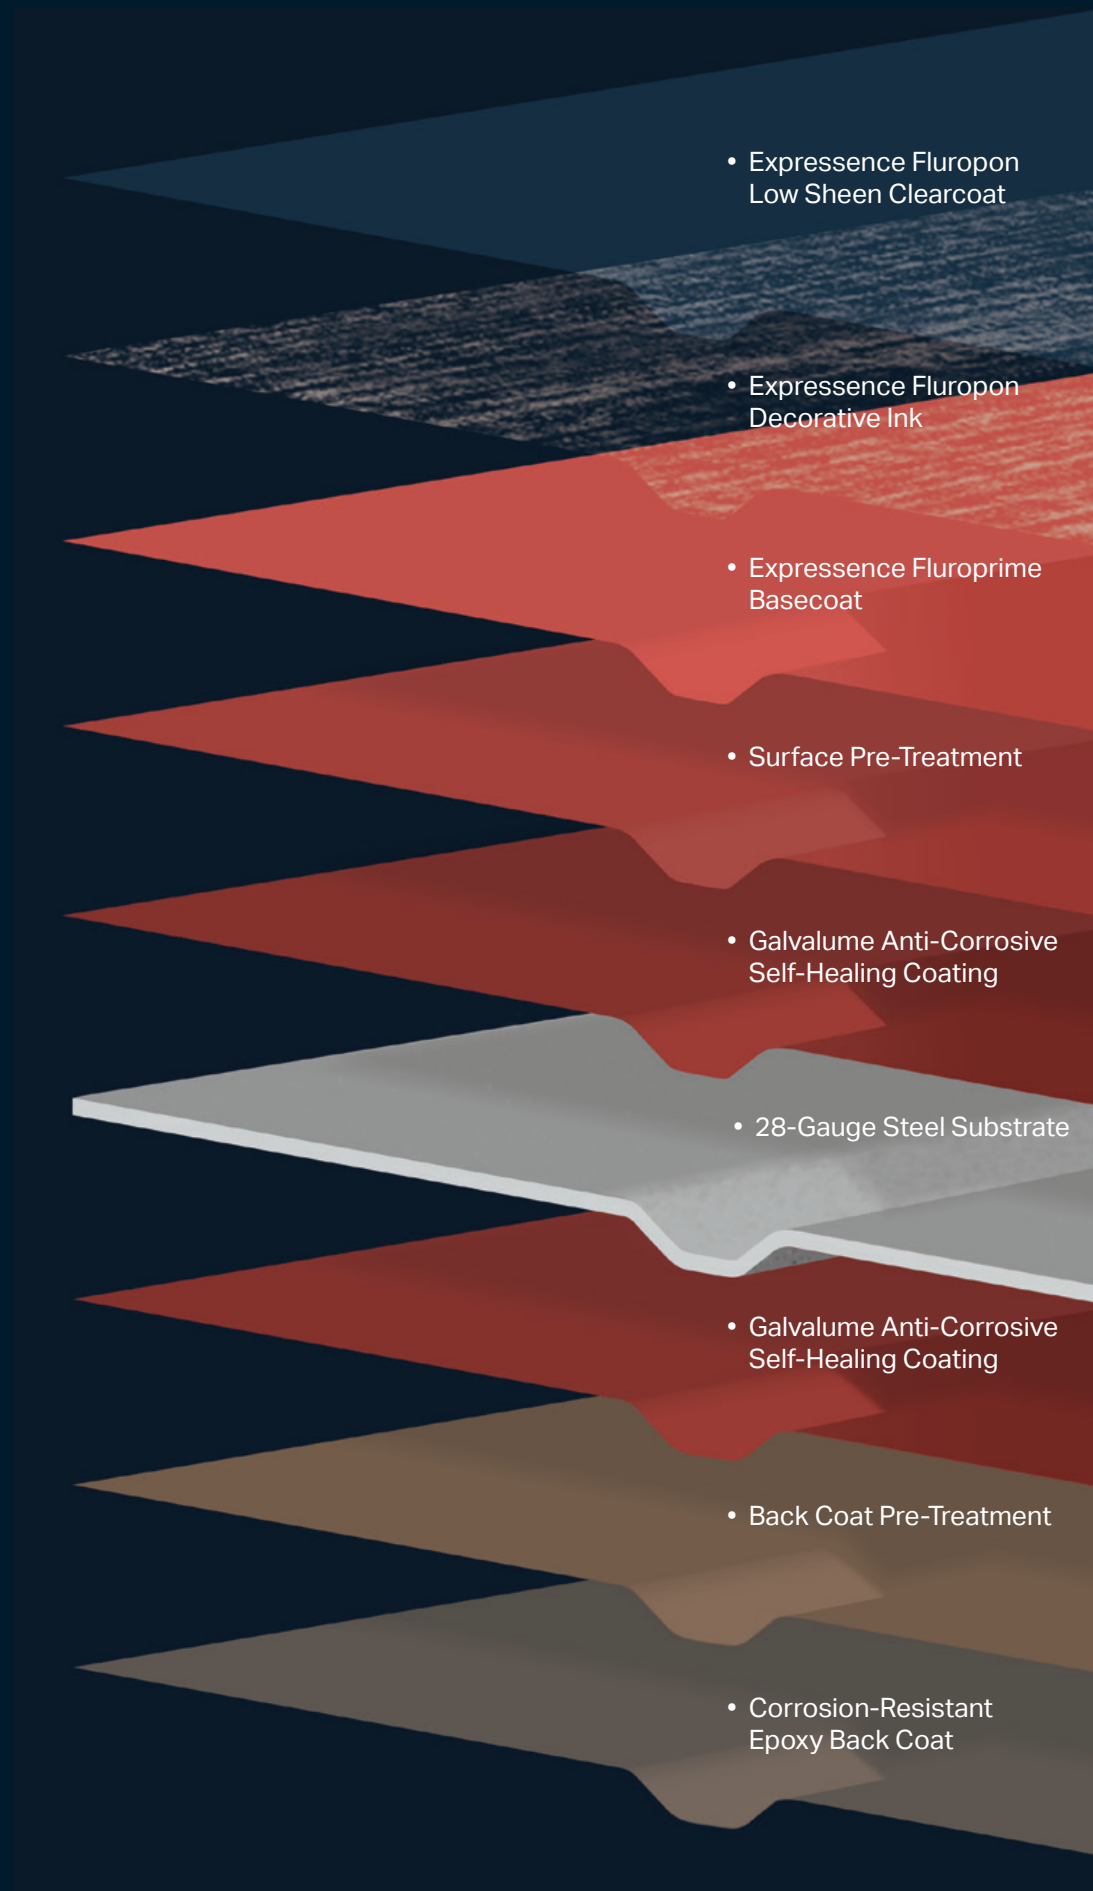 • Expressence Fluropon
Low Sheen Clearcoat
• Expressence Fluropon
Decorative Ink
• Expressence Fluroprime
Basecoat
• Surface Pre-Treatment
• Galvalume Anti-Corrosive
Self-Healing Coating
• 28-Gauge Steel Substrate
• Galvalume Anti-Corrosive
Self-Healing Coating
• Back Coat Pre-Treatment
• Corrosion-Resistant
Epoxy Back Coat